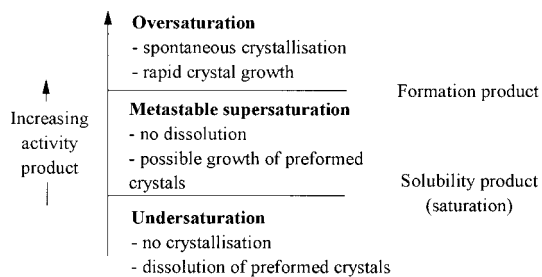 Oversaturation
- spontaneous crystallisation
- rapid crystal growth
Formation product
Increasing
activity
product
Metastable supersaturation
- no dissolution
- possible growth of preformed
crystals
Solubility product
(saturation)
Undersaturation
- no crystallisation
- dissolution of preformed crystals